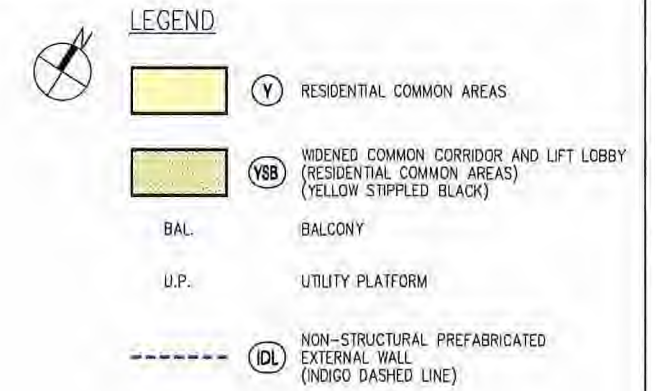 LEGEND
N
Y RESIDENTIAL COMMON AREAS
YSB WIDENED COMMON CORRIDOR AND LIFT LOBBY
(RESIDENTIAL COMMON AREAS)
(YELLOW STIPPLED BLACK)
BAL. BALCONY
U.P. UTILITY PLATFORM
IDL NON-STRUCTURAL PREFABRICATED
EXTERNAL WALL
(INDIGO DASHED LINE)